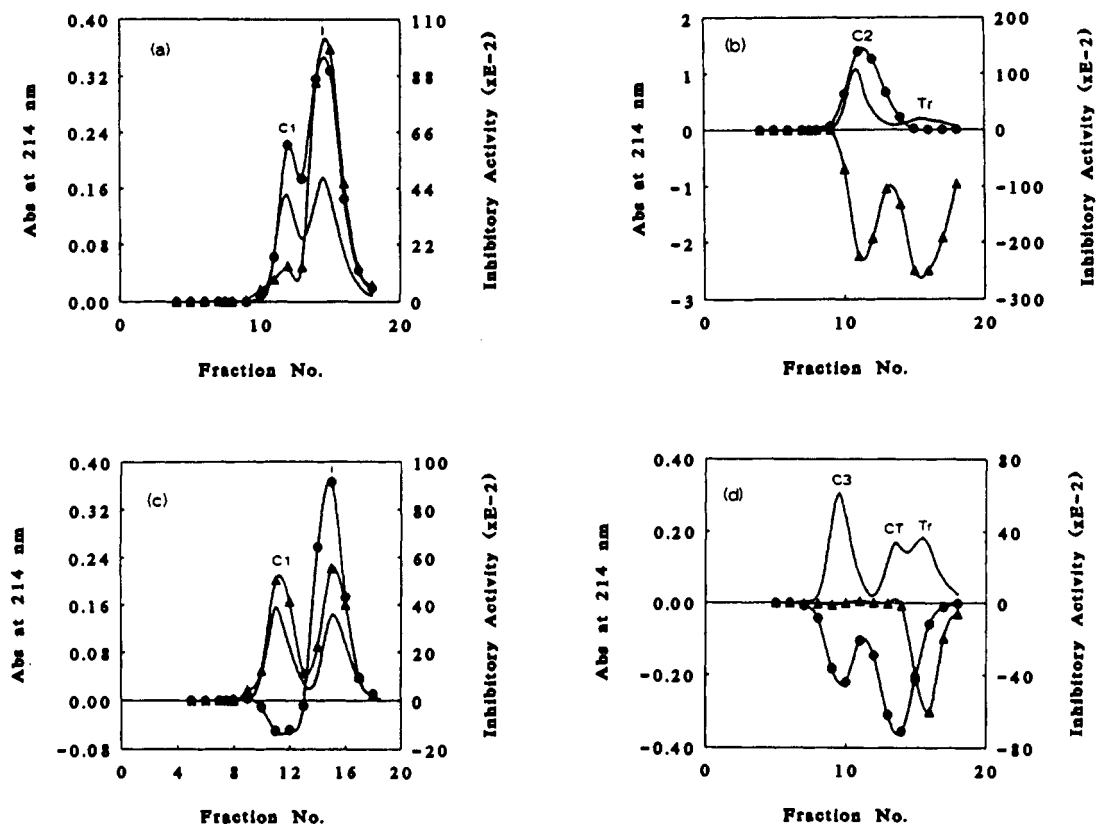 (a)
C1
I
Abs at 214 nm
0.40
0.32
0.24
0.16
0.08
0.00
0
10
20
Fraction No.
110
88
66
44
22
0
Inhibitory Activity (xE-2)
(b)
C2
Tr
Abs at 214 nm
2
1
0
-1
-2
-3
0
10
20
Fraction No.
200
100
0
-100
-200
-300
Inhibitory Activity (xE-2)
(c)
C1
I
Abs at 214 nm
0.40
0.32
0.24
0.16
0.08
0.00
-0.08
0
4
8
12
16
20
Fraction No.
100
80
60
40
20
0
-20
Inhibitory Activity (xE-2)
(d)
C3
CT
Tr
Abs at 214 nm
0.40
0.20
0.00
-0.20
-0.40
0
10
20
Fraction No.
80
40
0
-40
-80
Inhibitory Activity (xE-2)